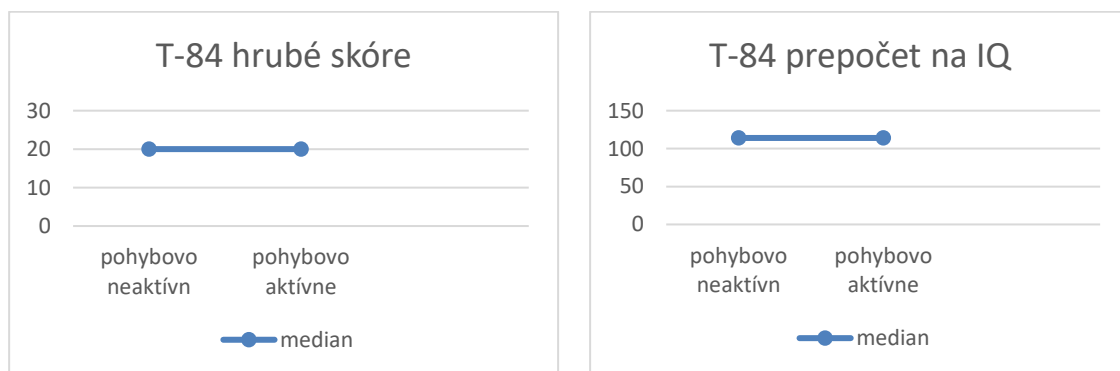 T-84 hrubé skóre
30
20
10
0
pohybovo
neaktívn
pohybovo
aktívne
median
T-84 prepočet na IQ
150
100
50
0
pohybovo
neaktívn
pohybovo
aktívne
median